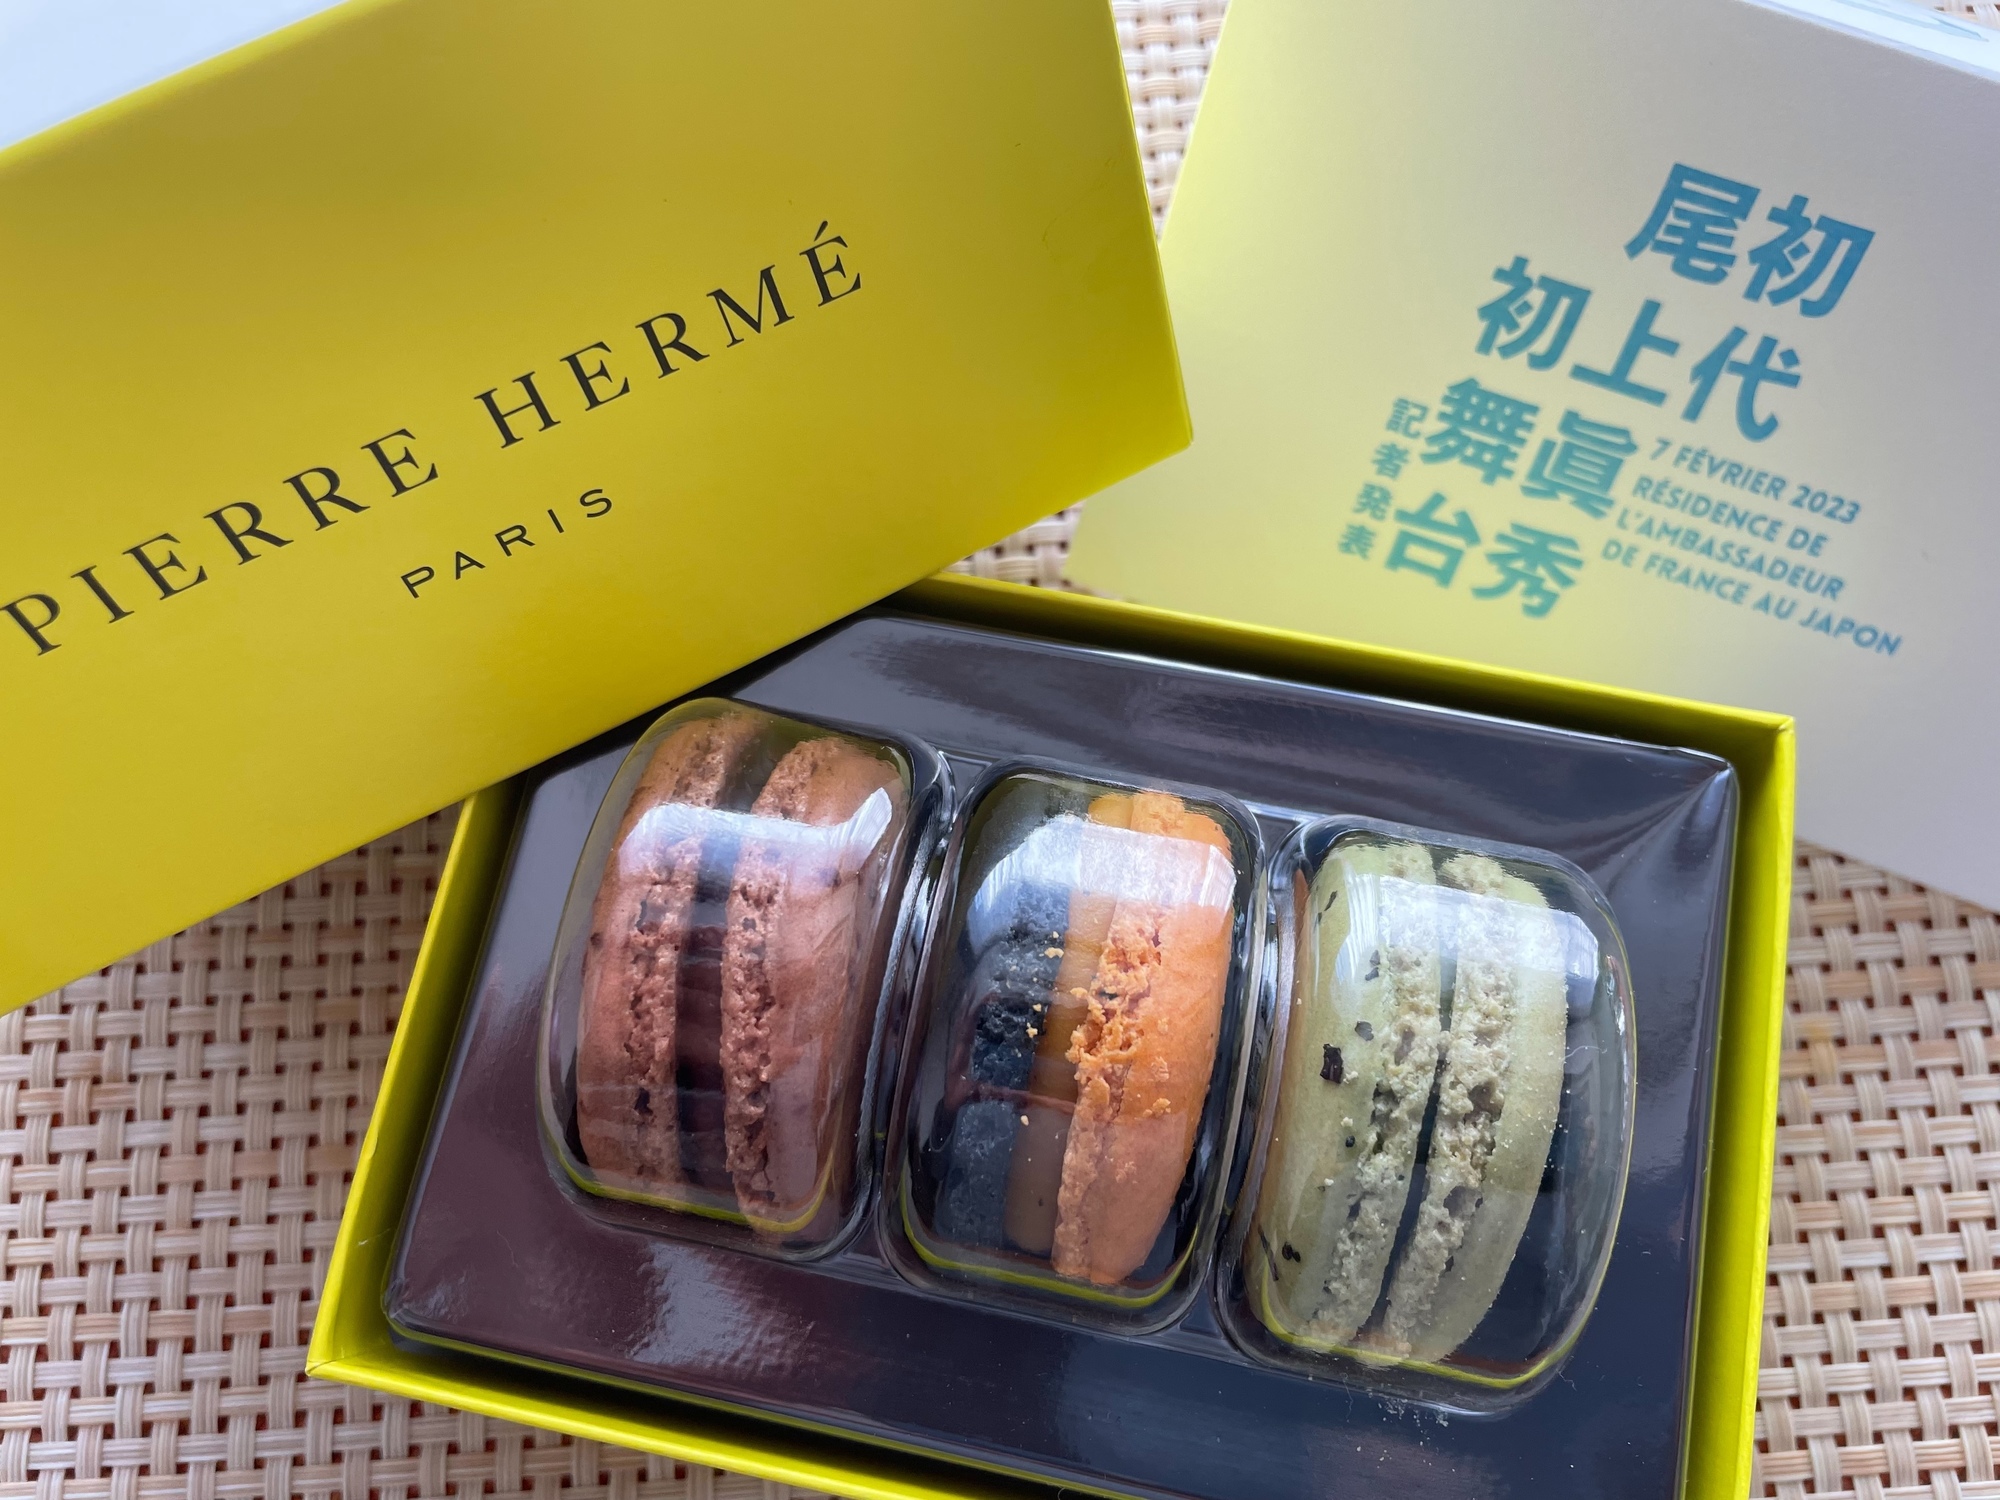 PIERRE HERMÉ
PARIS
初代
尾上眞秀
初舞台
記者発表
7 FÉVRIER 2023
RÉSIDENCE DE
L'AMBASSADEUR
DE FRANCE AU JAPON